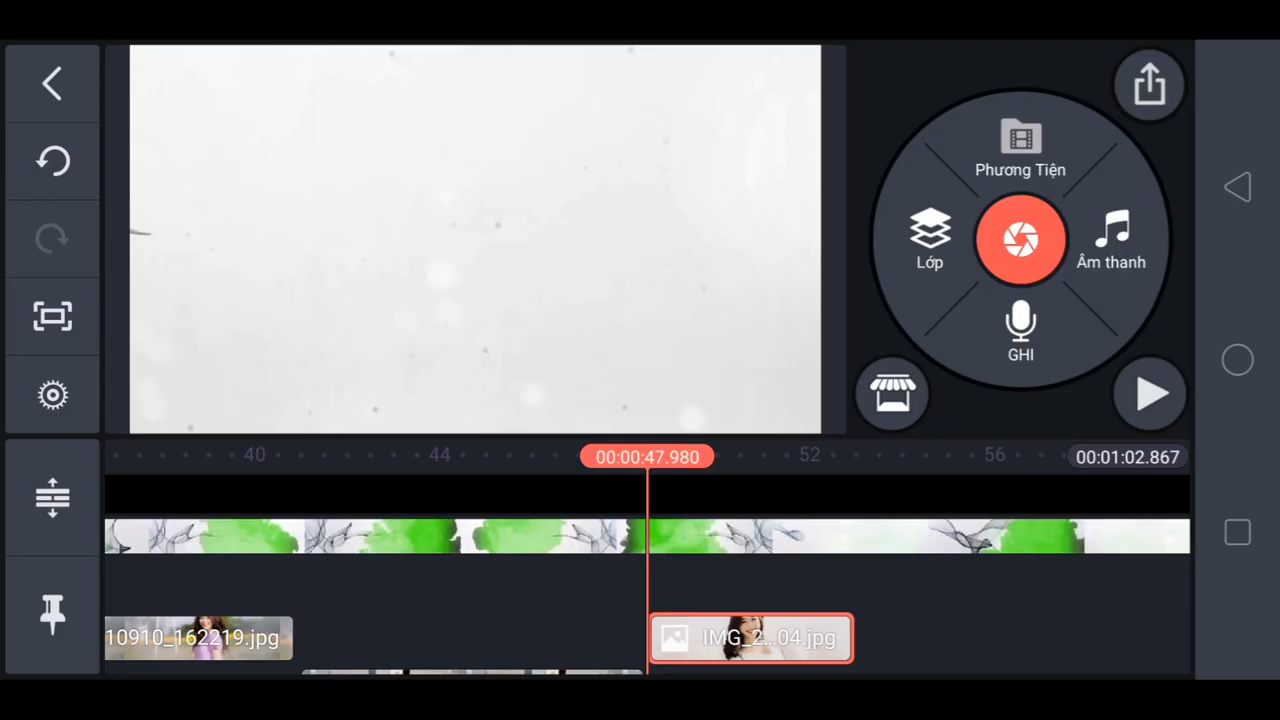 Phương Tiện
Lớp
Âm thanh
GHI
40
44
00:00:47.980
52
56
00:01:02.867
10910_162219.jpg
IMG_2...04.jpg